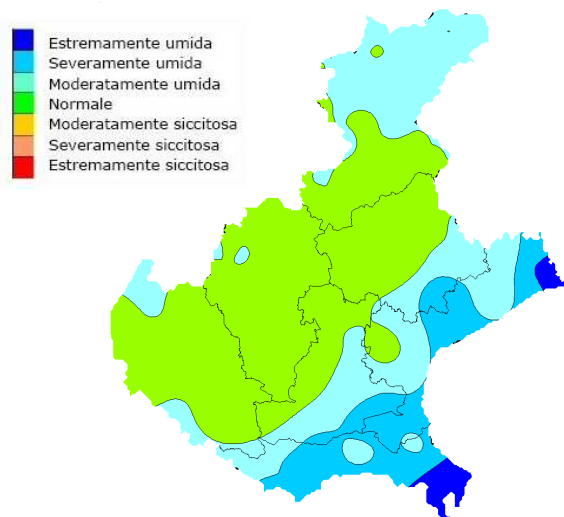 Estremamente umida
Severamente umida
Moderatamente umida
Normale
Moderatamente siccitosa
Severamente siccitosa
Estremamente siccitosa